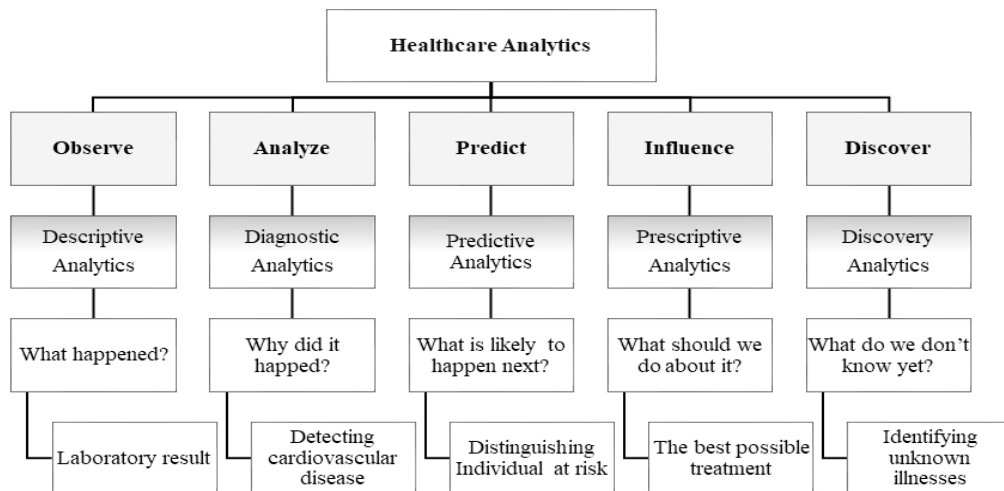 Healthcare Analytics
Observe
Analyze
Predict
Influence
Discover
Descriptive
Analytics
Diagnostic
Analytics
Predictive
Analytics
Prescriptive
Analytics
Discovery
Analytics
What happened?
Why did it
happed?
What is likely to
happen next?
What should we
do about it?
What do we don't
know yet?
Laboratory result
Detecting
cardiovascular
disease
Distinguishing
Individual at risk
The best possible
treatment
Identifying
unknown
illnesses